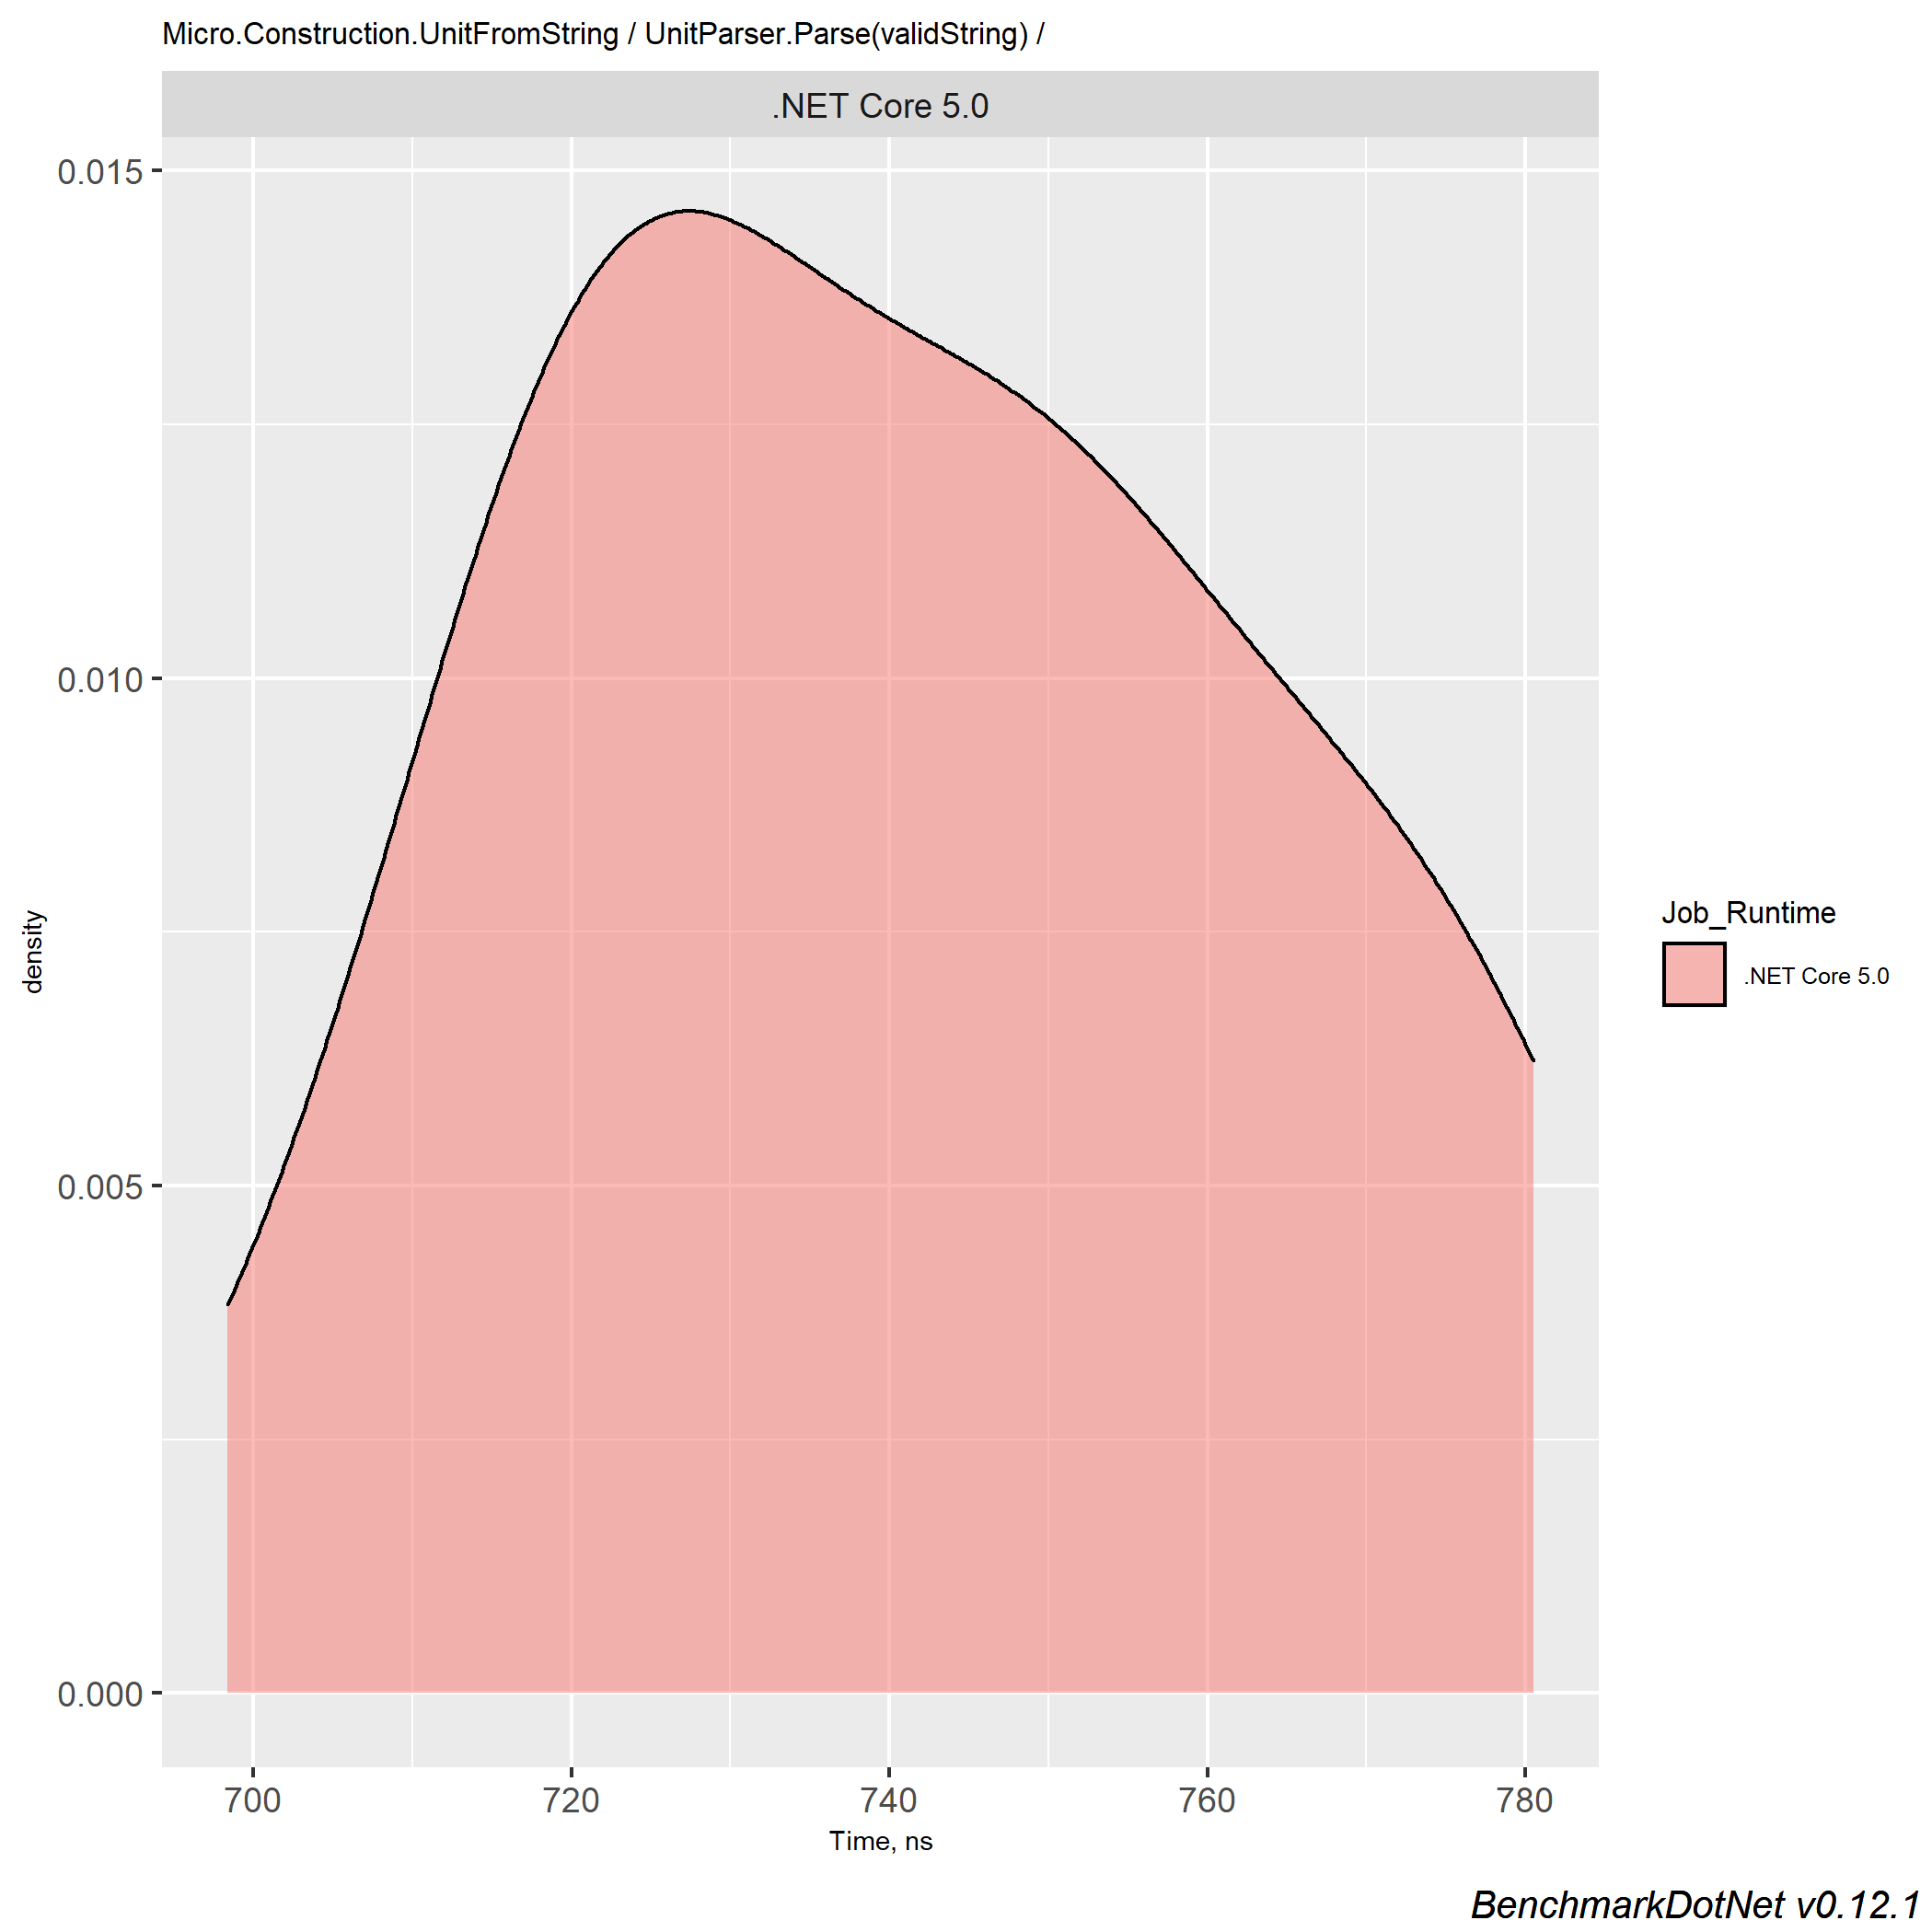 Micro.Construction.UnitFromString / UnitParser.Parse(validString) /
.NET Core 5.0
0.015
0.010
0.005
0.000
density
700 720 740 760 780
Time, ns
Job_Runtime
.NET Core 5.0
BenchmarkDotNet v0.12.1